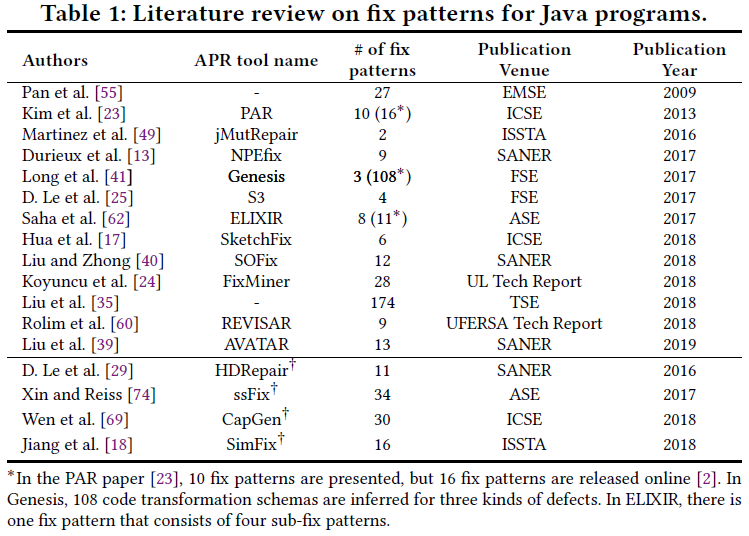 Table 1: Literature review on fix patterns for Java programs.
Authors APR tool name # of fix patterns Publication Venue Publication Year
Pan et al. [55] - 27 EMSE 2009
Kim et al. [23] PAR 10 (16*) ICSE 2013
Martinez et al. [49] jMutRepair 2 ISSTA 2016
Durieux et al. [13] NPEfix 9 SANER 2017
Long et al. [41] Genesis 3 (108*) FSE 2017
D. Le et al. [25] S3 4 FSE 2017
Saha et al. [62] ELIXIR 8 (11*) ASE 2017
Hua et al. [17] SketchFix 6 ICSE 2018
Liu and Zhong [40] SOFix 12 SANER 2018
Koyuncu et al. [24] FixMiner 28 UL Tech Report 2018
Liu et al. [35] - 174 TSE 2018
Rolim et al. [60] REVISAR 9 UFERSA Tech Report 2018
Liu et al. [39] AVATAR 13 SANER 2019
D. Le et al. [29] HDRepair† 11 SANER 2016
Xin and Reiss [74] ssFix† 34 ASE 2017
Wen et al. [69] CapGen† 30 ICSE 2018
Jiang et al. [18] SimFix† 16 ISSTA 2018
*In the PAR paper [23], 10 fix patterns are presented, but 16 fix patterns are released online [2]. In
Genesis, 108 code transformation schemas are inferred for three kinds of defects. In ELIXIR, there is
one fix pattern that consists of four sub-fix patterns.